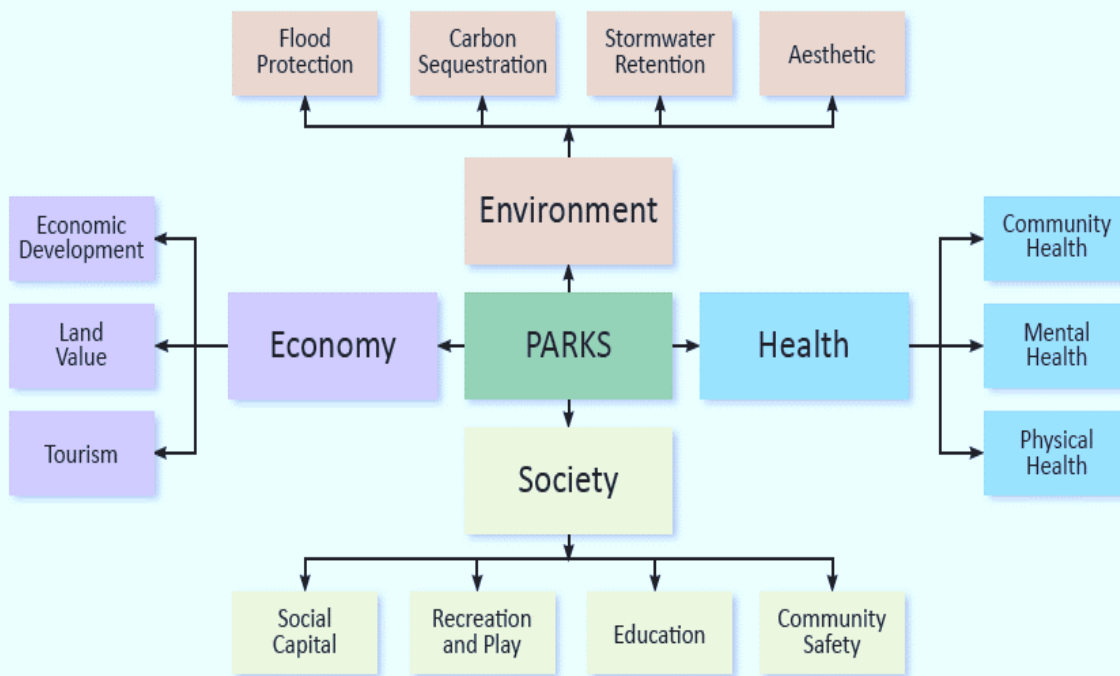 Flood
Protection
Carbon
Sequestration
Stormwater
Retention
Aesthetic
Environment
Economic
Development
Land
Value
Tourism
Economy
PARKS
Health
Community
Health
Mental
Health
Physical
Health
Society
Social
Capital
Recreation
and Play
Education
Community
Safety